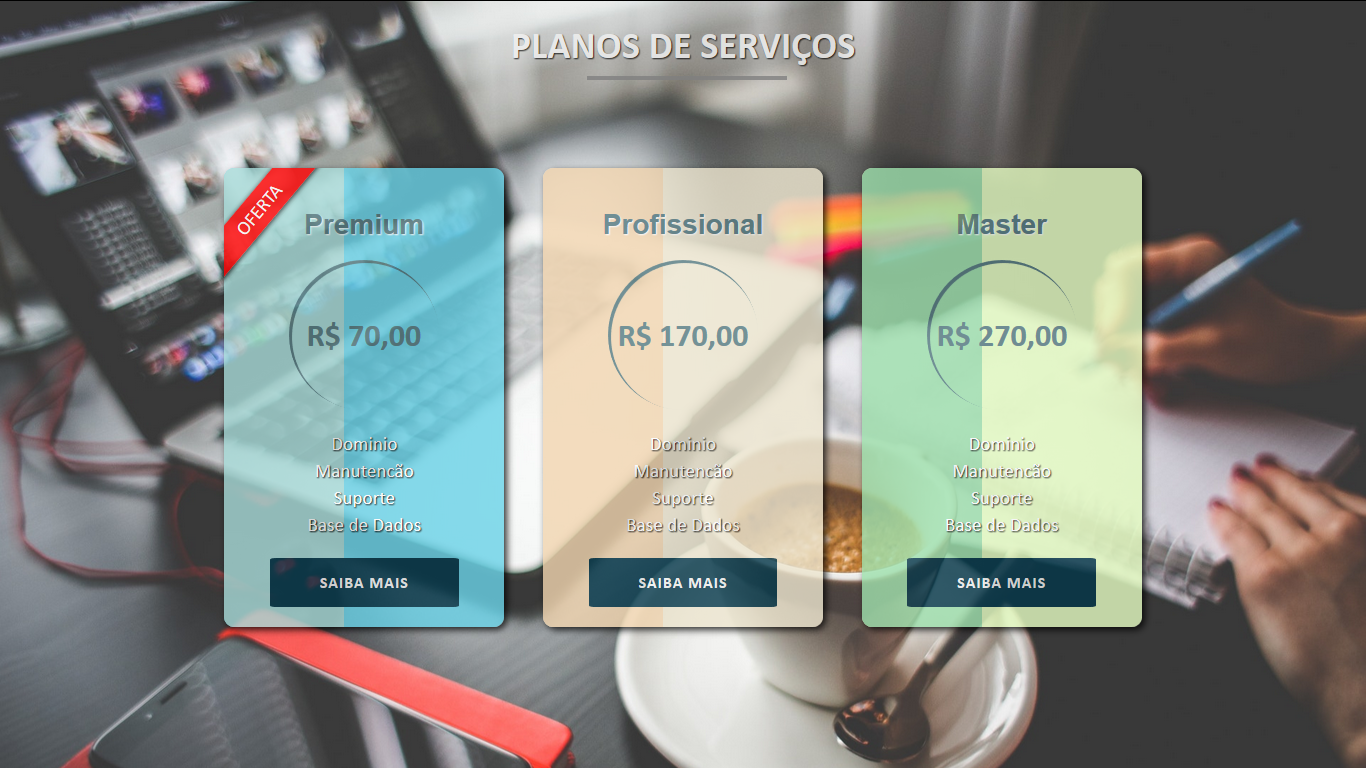 PLANOS DE SERVIÇOS
OFERTA
Premium
R$ 70,00
Dominio
Manutencão
Suporte
Base de Dados
SAIBA MAIS
Profissional
R$ 170,00
Dominio
Manutencão
Suporte
Base de Dados
SAIBA MAIS
Master
R$ 270,00
Dominio
Manutencão
Suporte
Base de Dados
SAIBA MAIS